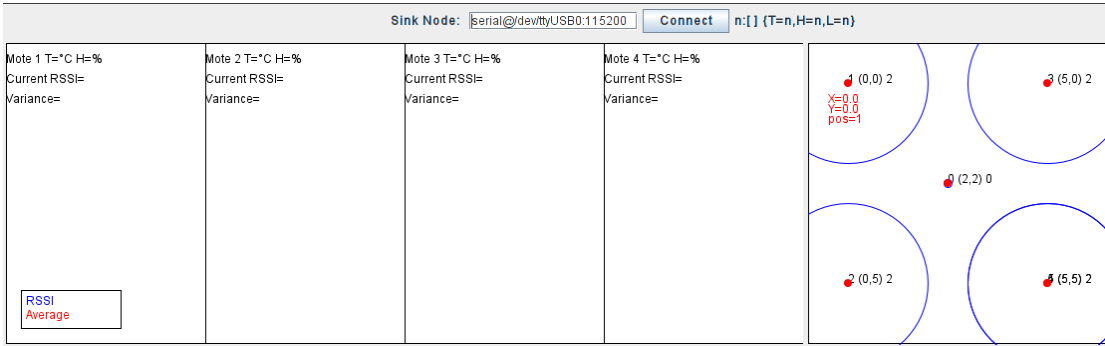 Sink Node: serial@/dev/ttyUSB0:115200 Connect n:[ ] {T=n,H=n,L=n}
Mote 1 T=°C H=%
Current RSSI=
Variance=
Mote 2 T=°C H=%
Current RSSI=
Variance=
Mote 3 T=°C H=%
Current RSSI=
Variance=
Mote 4 T=°C H=%
Current RSSI=
Variance=
RSSI
Average
1 (0,0) 2
X=0.0
Y=0.0
pos=1
3 (5,0) 2
0 (2,2) 0
2 (0,5) 2
(5,5) 2